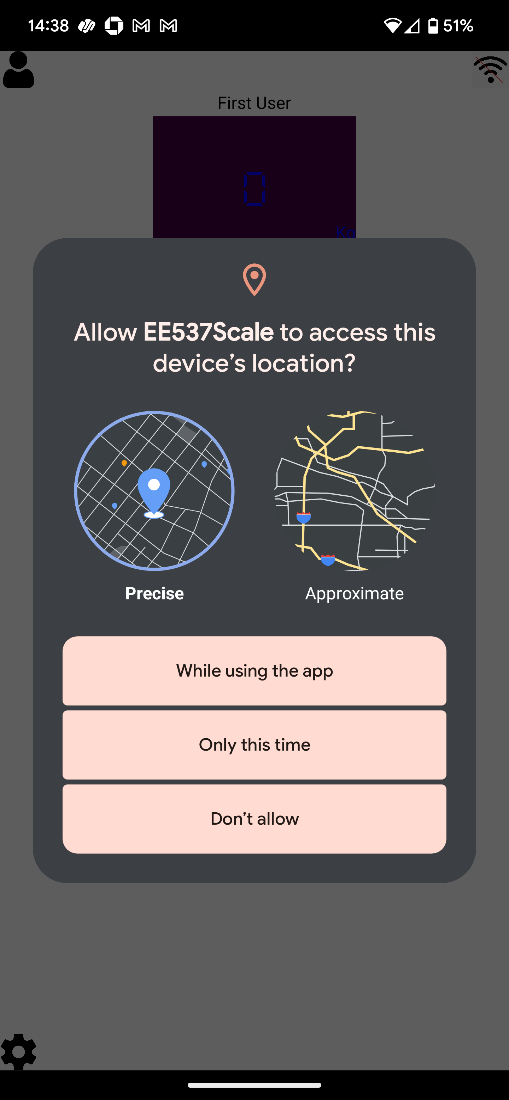 14:38 51%
First User
0
Allow EE537Scale to access this
device's location?
Precise Approximate
While using the app
Only this time
Don't allow